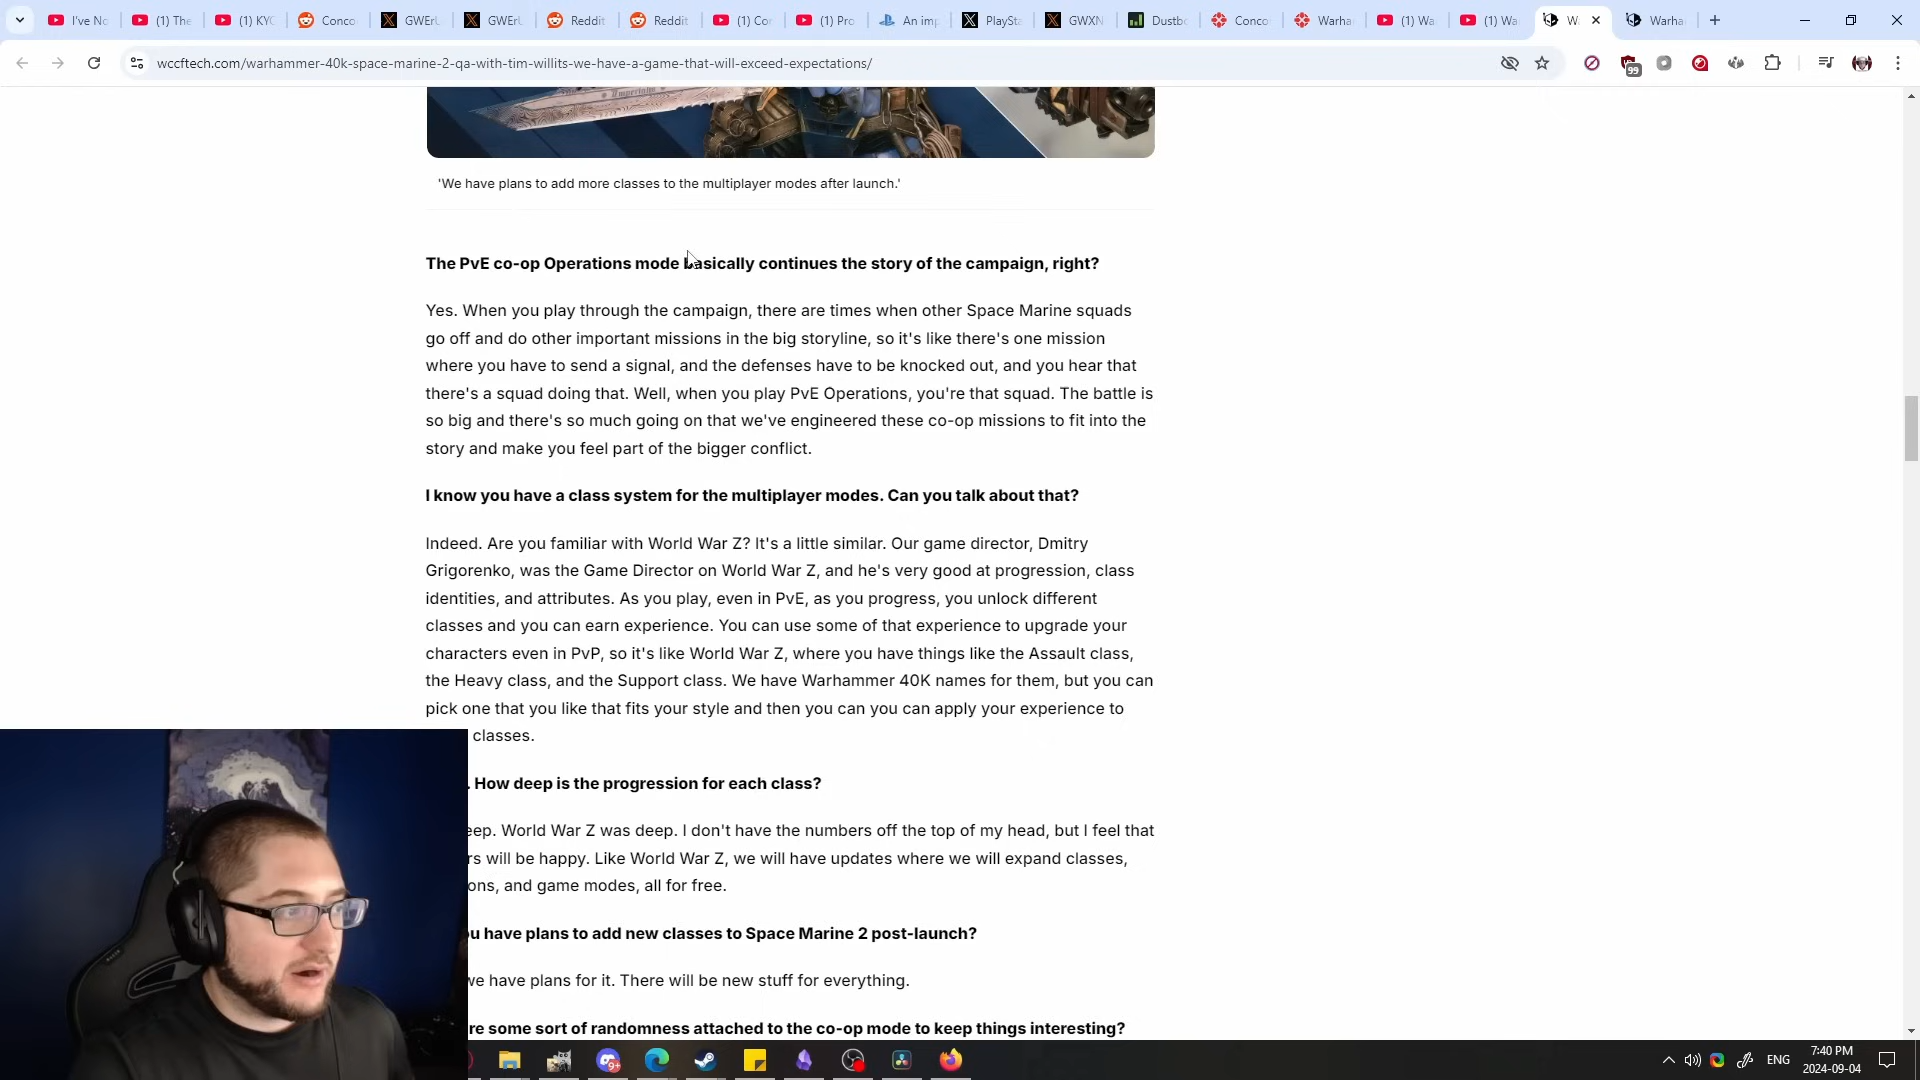 I've No
(1) The
(1) KYC
Conco
GWErl
GWErl
Reddit
Reddit
(1) Co
(1) Pro
An imp
PlaySta
GWXN
Dustb
Conco
Warha
(1) Wa
(1) Wa
W
Warha
wccftech.com/warhammer-40k-space-marine-2-qa-with-tim-willits-we-have-a-game-that-will-exceed-expectations/
99
'We have plans to add more classes to the multiplayer modes after launch.'
The PvE co-op Operations mode basically continues the story of the campaign, right?
Yes. When you play through the campaign, there are times when other Space Marine squads
go off and do other important missions in the big storyline, so it's like there's one mission
where you have to send a signal, and the defenses have to be knocked out, and you hear that
there's a squad doing that. Well, when you play PvE Operations, you're that squad. The battle is
so big and there's so much going on that we've engineered these co-op missions to fit into the
story and make you feel part of the bigger conflict.
I know you have a class system for the multiplayer modes. Can you talk about that?
Indeed. Are you familiar with World War Z? It's a little similar. Our game director, Dmitry
Grigorenko, was the Game Director on World War Z, and he's very good at progression, class
identities, and attributes. As you play, even in PvE, as you progress, you unlock different
classes and you can earn experience. You can use some of that experience to upgrade your
characters even in PvP, so it's like World War Z, where you have things like the Assault class,
the Heavy class, and the Support class. We have Warhammer 40K names for them, but you can
pick one that you like that fits your style and then you can you can apply your experience to
classes.
. How deep is the progression for each class?
eep. World War Z was deep. I don't have the numbers off the top of my head, but I feel that
rs will be happy. Like World War Z, we will have updates where we will expand classes,
ons, and game modes, all for free.
u have plans to add new classes to Space Marine 2 post-launch?
we have plans for it. There will be new stuff for everything.
re some sort of randomness attached to the co-op mode to keep things interesting?
9+
ENG
7:40 PM
2024-09-04